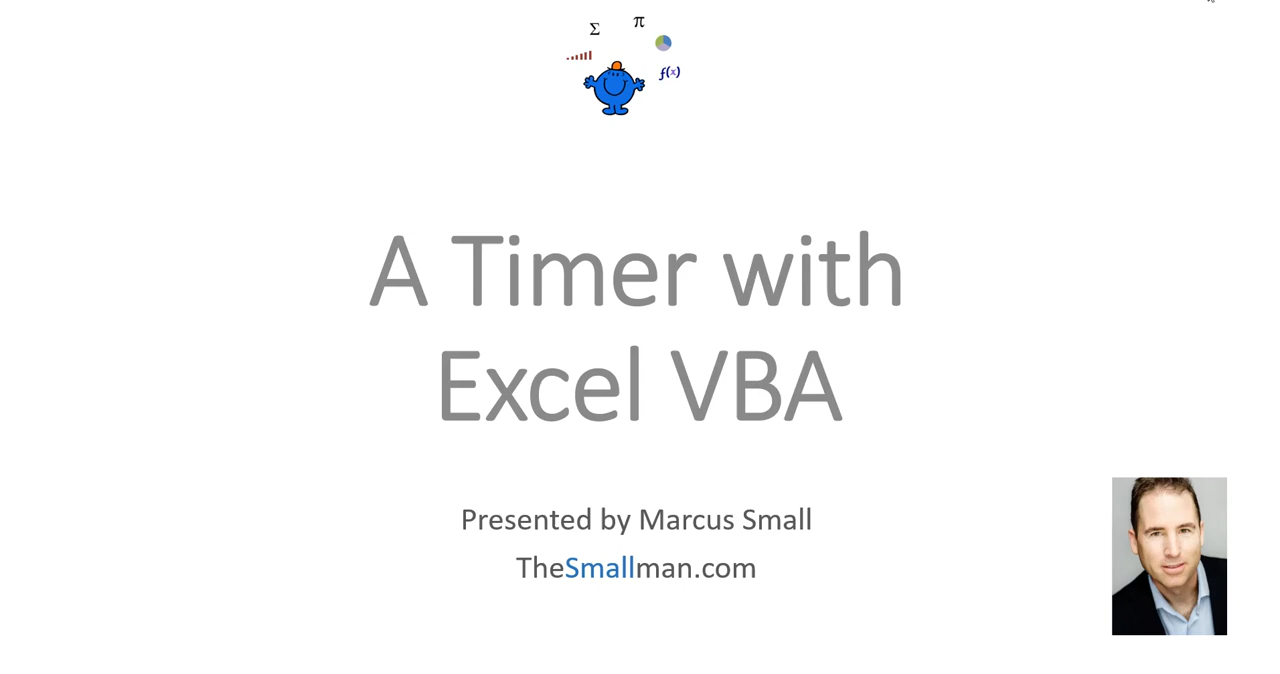 Σ π
f(x)
A Timer with
Excel VBA
Presented by Marcus Small
TheSmallman.com